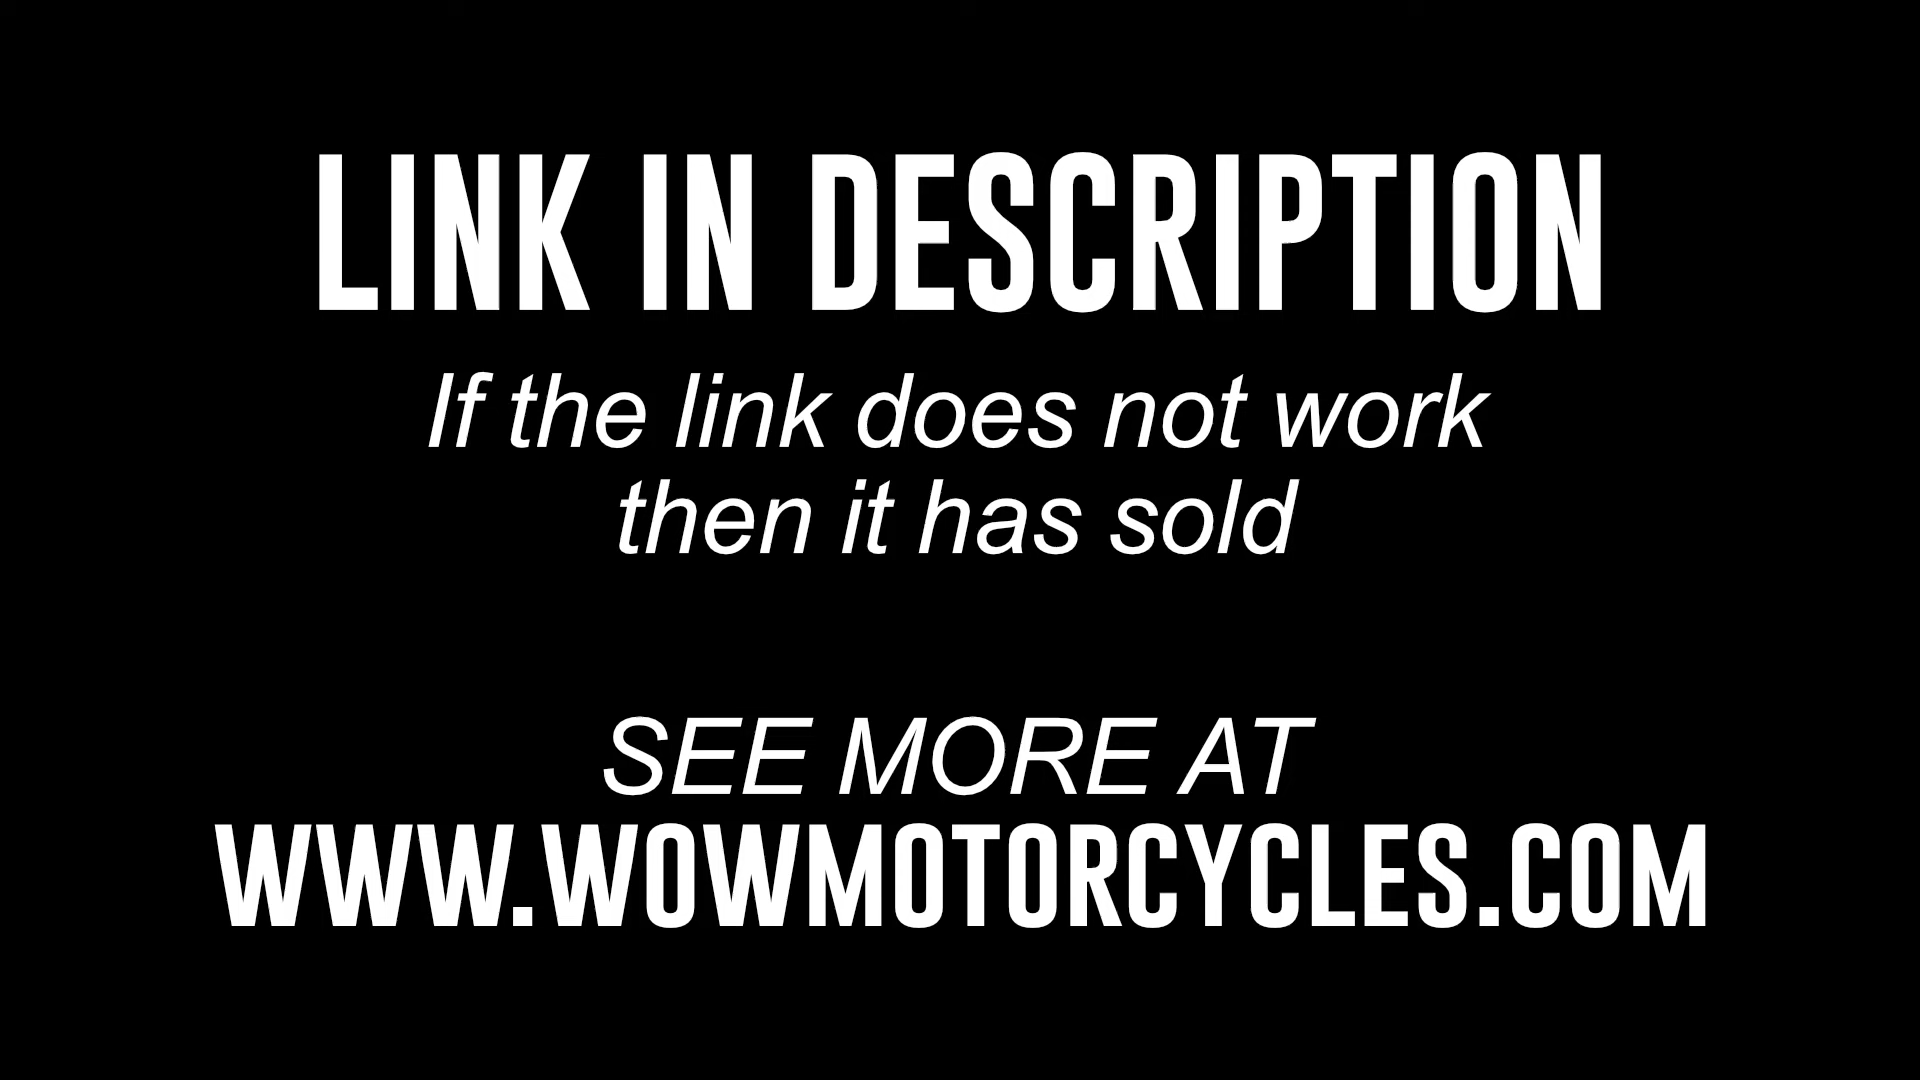 LINK IN DESCRIPTION
If the link does not work
then it has sold
SEE MORE AT
WWW.WOWMOTORCYCLES.COM